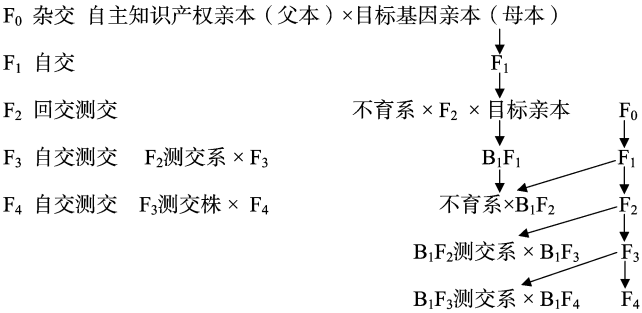 F₀ 杂交 自主知识产权亲本（父本）×目标基因亲本（母本）
F₁ 自交 F₁
F₂ 回交测交 不育系 × F₂ × 目标亲本 F₀
F₃ 自交测交 F₂测交系 × F₃ B₁F₁ F₁
F₄ 自交测交 F₃测交株 × F₄ 不育系×B₁F₂ F₂
B₁F₂测交系 × B₁F₃ F₃
B₁F₃测交系 × B₁F₄ F₄